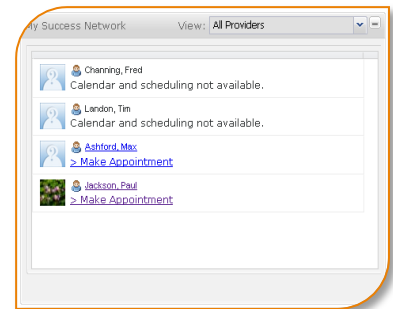 My Success Network View: All Providers
Channing, Fred
Calendar and scheduling not available.
Landon, Tim
Calendar and scheduling not available.
Ashford, Max
> Make Appointment
Jackson, Paul
> Make Appointment